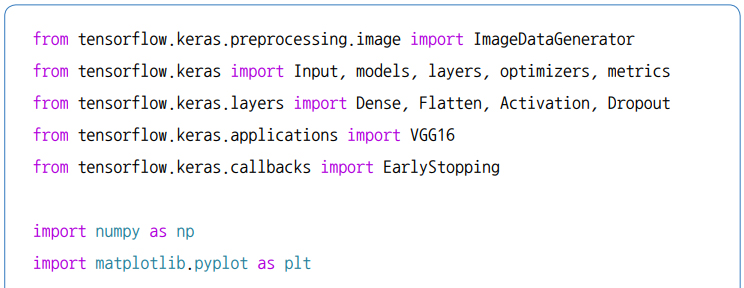 from tensorflow.keras.preprocessing.image import ImageDataGenerator
from tensorflow.keras import Input, models, layers, optimizers, metrics
from tensorflow.keras.layers import Dense, Flatten, Activation, Dropout
from tensorflow.keras.applications import VGG16
from tensorflow.keras.callbacks import EarlyStopping
import numpy as np
import matplotlib.pyplot as plt